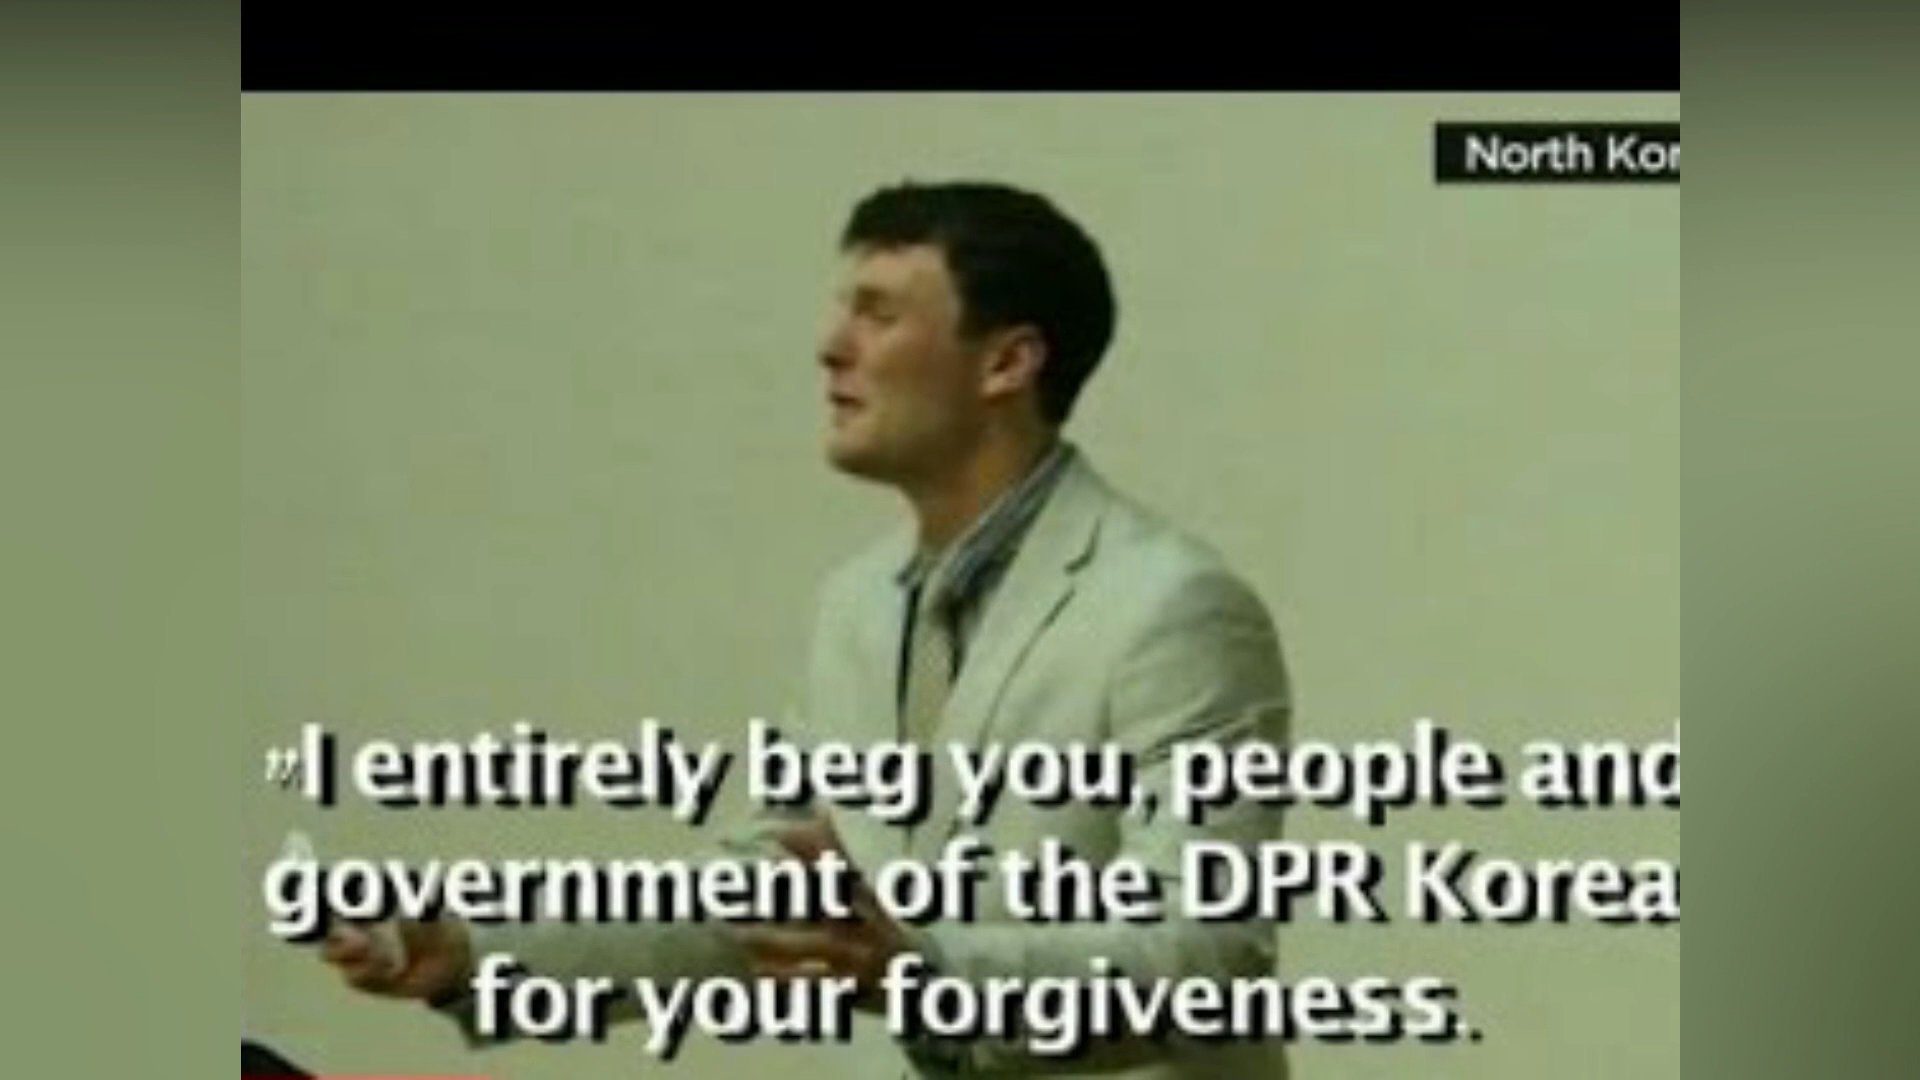 North Kor
"I entirely beg you, people and
government of the DPR Korea
for your forgiveness.